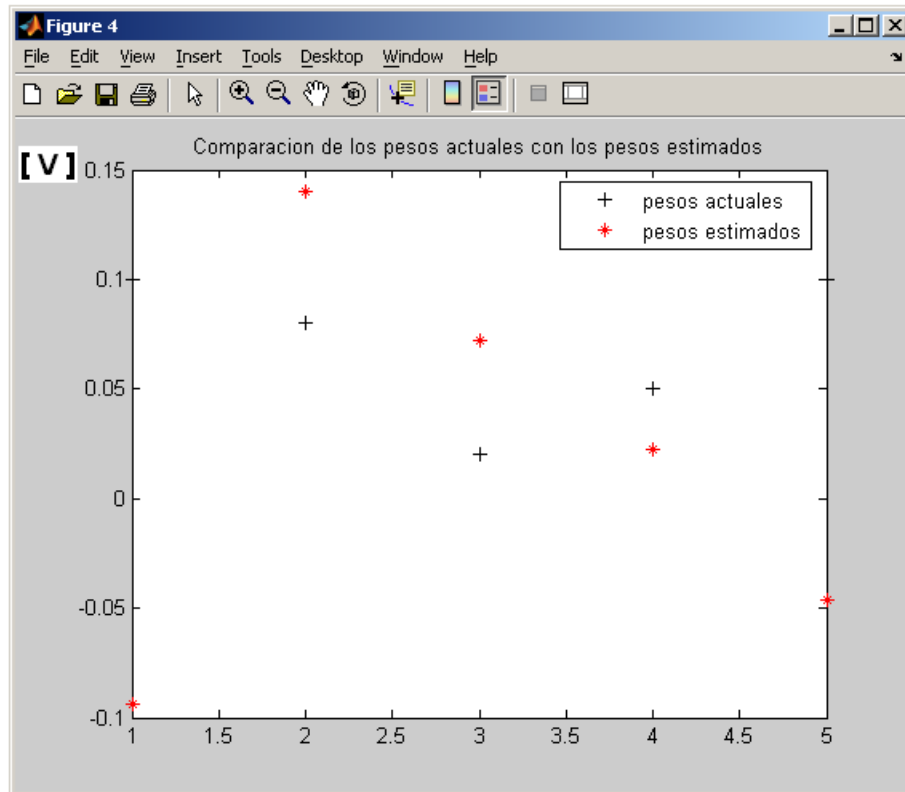 Figure 4
File Edit View Insert Tools Desktop Window Help
Comparacion de los pesos actuales con los pesos estimados
[V]
0.15
pesos actuales
pesos estimados
0.1
0.05
0
-0.05
-0.1
1 1.5 2 2.5 3 3.5 4 4.5 5